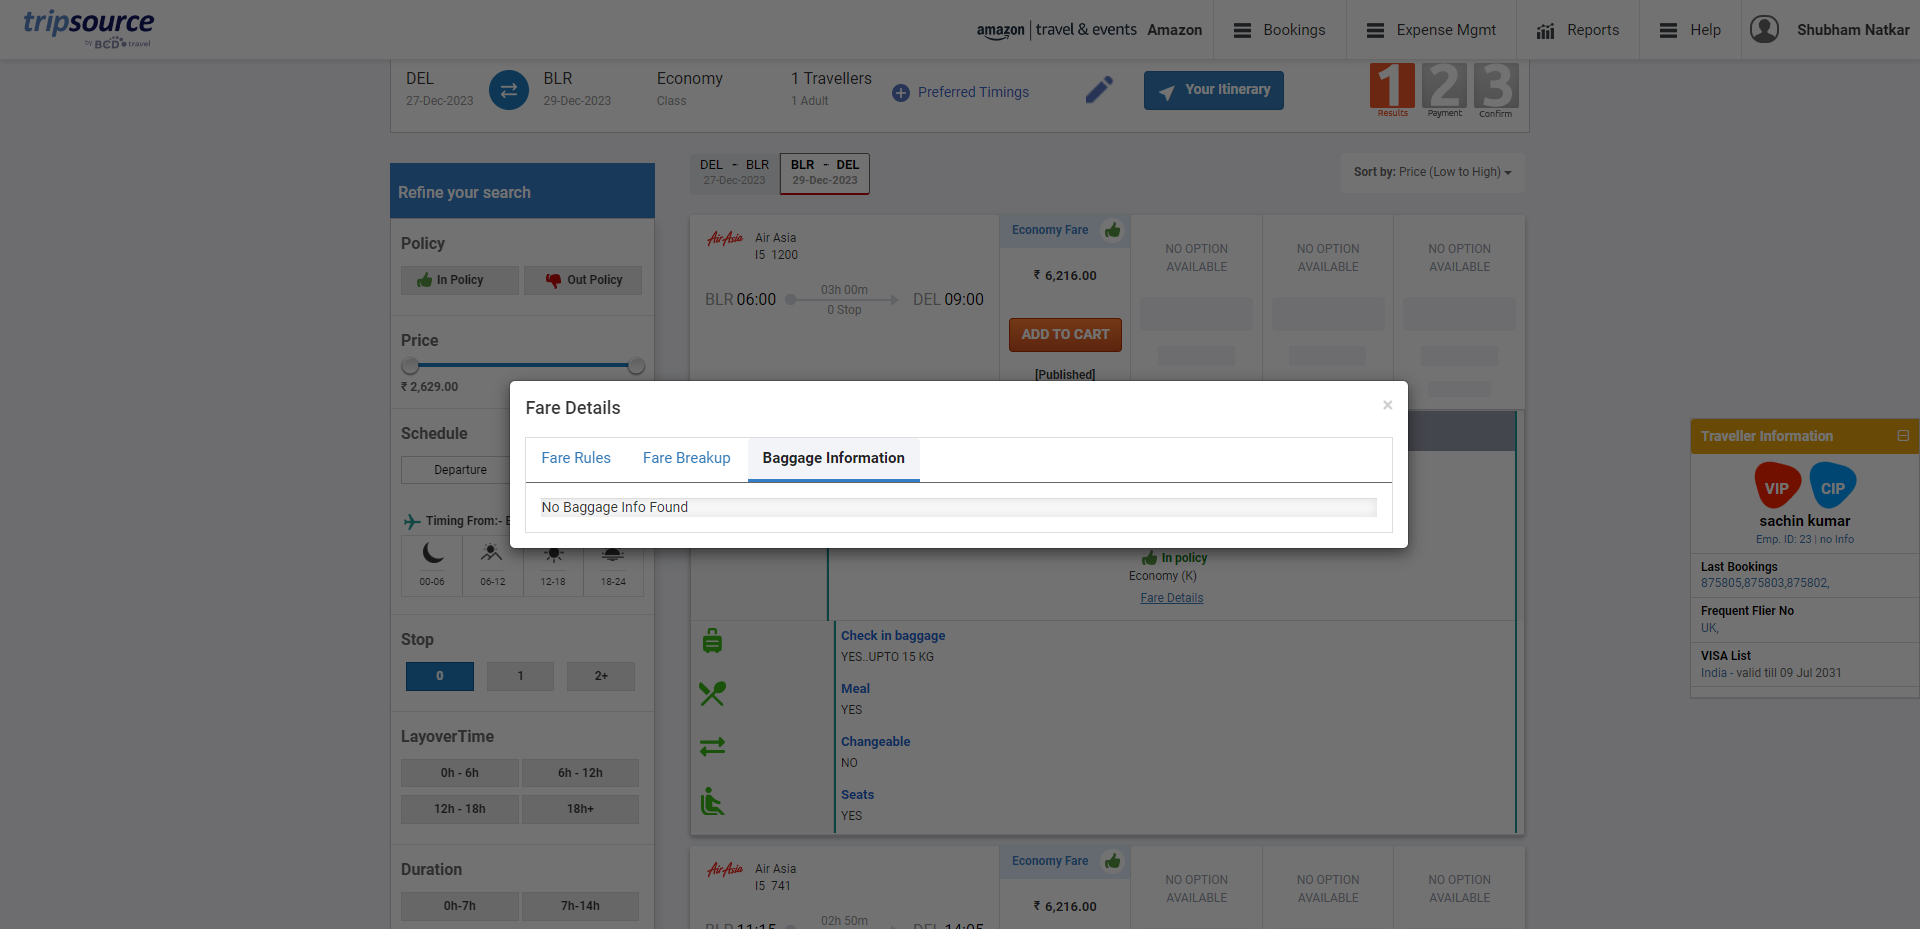 tripsource
by BCD travel
amazon | travel & events Amazon
Bookings
Expense Mgmt
Reports
Help
Shubham Natkar
DEL
27-Dec-2023
BLR
29-Dec-2023
Economy
Class
1 Travellers
1 Adult
Preferred Timings
Your Itinerary
1 2 3
Results Payment Confirm
Refine your search
Policy
In Policy
Out Policy
Price
₹ 2,629.00
Schedule
Departure
Timing From:-
00-06
06-12
12-18
18-24
Stop
0
1
2+
LayoverTime
0h - 6h
6h - 12h
12h - 18h
18h+
Duration
0h-7h
7h-14h
DEL - BLR
27-Dec-2023
BLR - DEL
29-Dec-2023
Sort by: Price (Low to High)
AirAsia
Air Asia
I5 1200
BLR 06:00
03h 00m
0 Stop
DEL 09:00
Economy Fare
₹ 6,216.00
ADD TO CART
[Published]
NO OPTION
AVAILABLE
NO OPTION
AVAILABLE
NO OPTION
AVAILABLE
Fare Details
×
Fare Rules
Fare Breakup
Baggage Information
No Baggage Info Found
In policy
Economy (K)
Fare Details
Check in baggage
YES..UPTO 15 KG
Meal
YES
Changeable
NO
Seats
YES
AirAsia
Air Asia
I5 741
BLR 11:15
02h 50m
DEL 14:05
Economy Fare
₹ 6,216.00
NO OPTION
AVAILABLE
NO OPTION
AVAILABLE
NO OPTION
AVAILABLE
Traveller Information
VIP
CIP
sachin kumar
Emp. ID: 23 | no Info
Last Bookings
875805,875803,875802,
Frequent Flier No
UK,
VISA List
India - valid till 09 Jul 2031